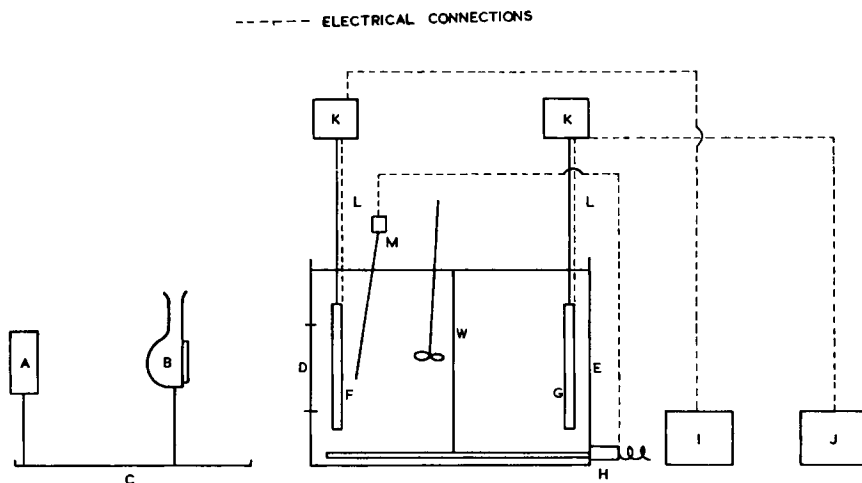 ELECTRICAL CONNECTIONS
K K
L L
M
W
A B D F G E
I J
H
C